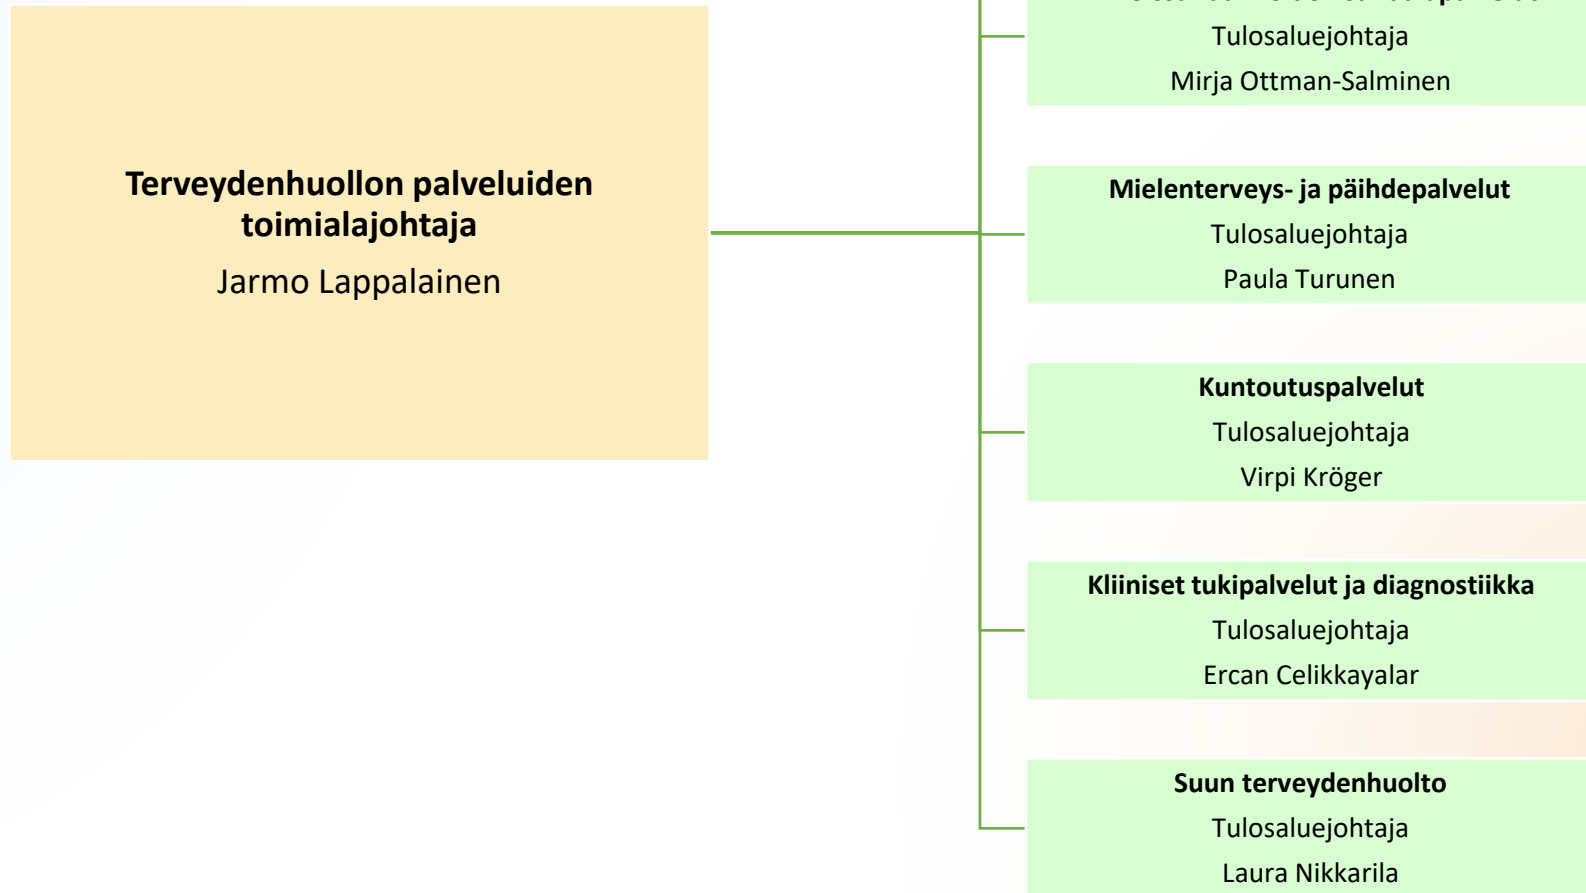 Terveydenhuollon palveluiden
toimialajohtaja
Jarmo Lappalainen
Tulosaluejohtaja
Mirja Ottman-Salminen
Mielenterveys- ja päihdepalvelut
Tulosaluejohtaja
Paula Turunen
Kuntoutuspalvelut
Tulosaluejohtaja
Virpi Kröger
Kliiniset tukipalvelut ja diagnostiikka
Tulosaluejohtaja
Ercan Celikkayalar
Suun terveydenhuolto
Tulosaluejohtaja
Laura Nikkarila